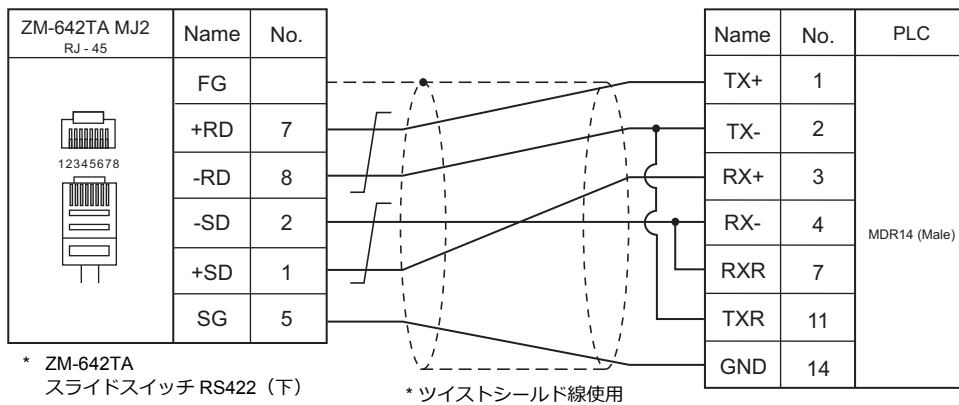 ZM-642TA MJ2
RJ - 45
Name No.
FG
+RD 7
-RD 8
-SD 2
+SD 1
SG 5
12345678
* ZM-642TA
スライドスイッチ RS422（下）
* ツイストシールド線使用
Name No. PLC
TX+ 1
TX- 2
RX+ 3
RX- 4
RXR 7
TXR 11
GND 14
MDR14 (Male)